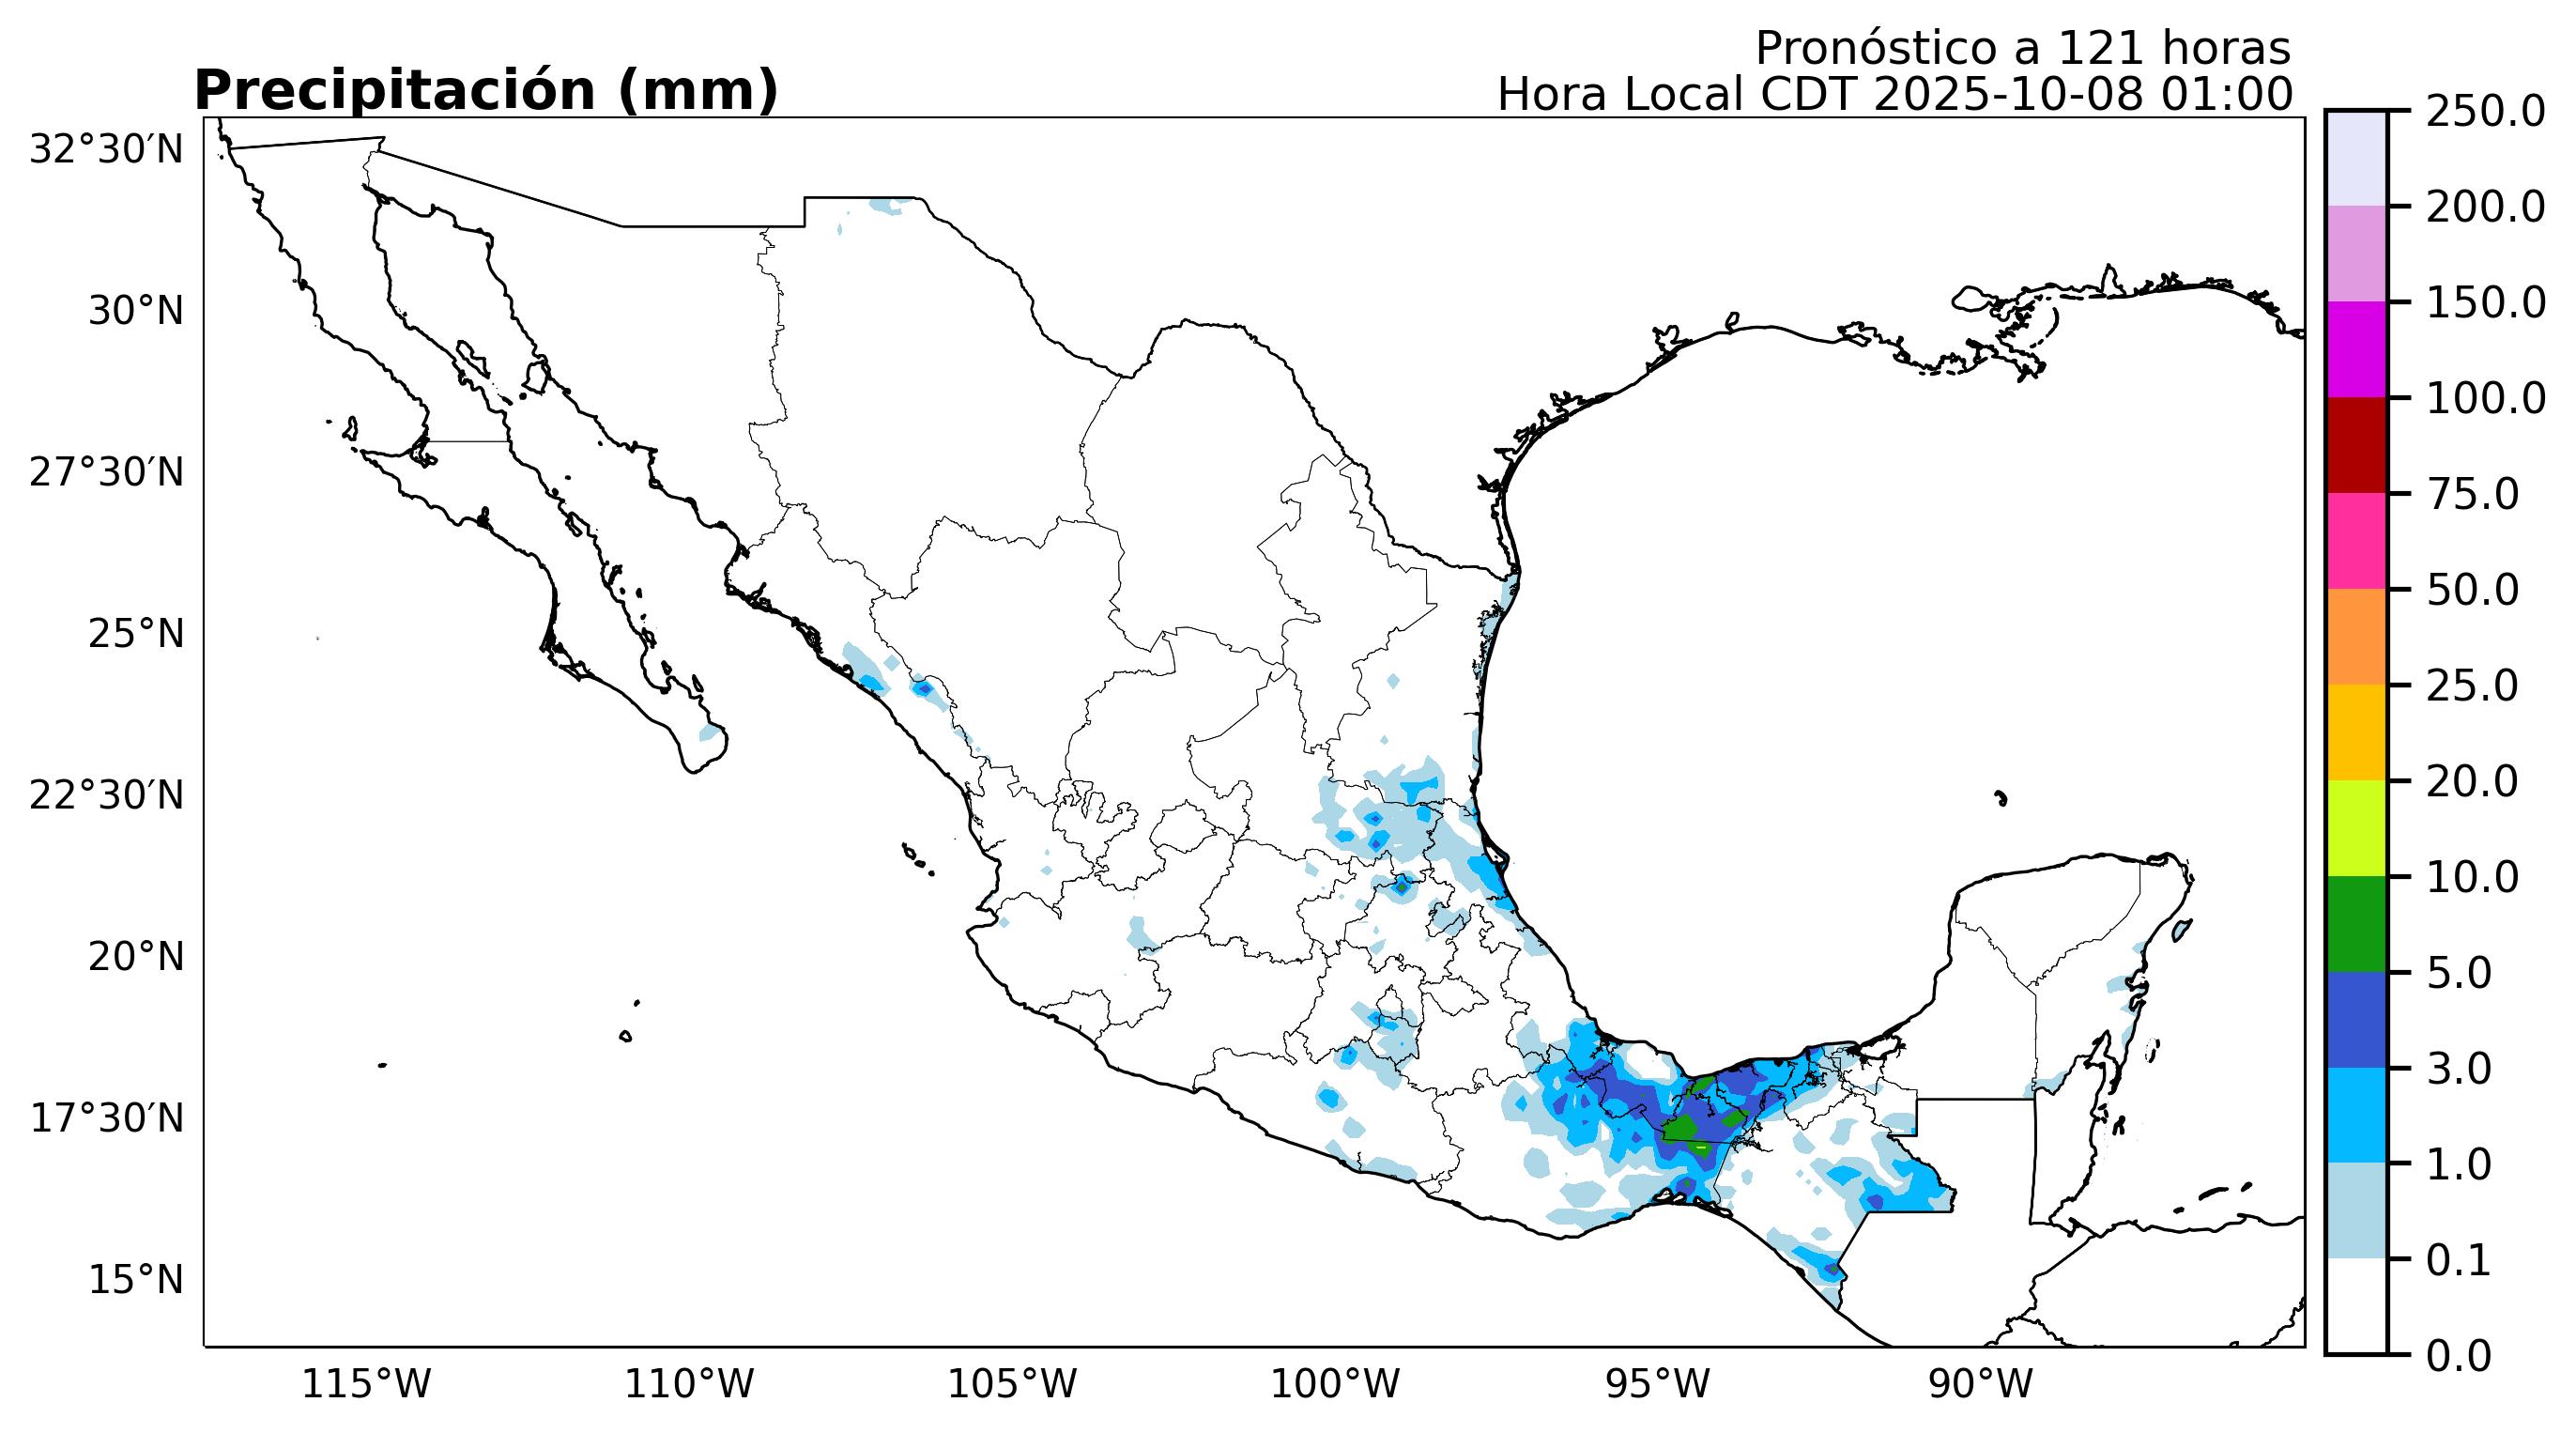 Pronóstico a 121 horas
Precipitación (mm)
Hora Local CDT 2025-10-08 01:00
32°30′N
30°N
27°30′N
25°N
22°30′N
20°N
17°30′N
15°N
115°W
110°W
105°W
100°W
95°W
90°W
250.0
200.0
150.0
100.0
75.0
50.0
25.0
20.0
10.0
5.0
3.0
1.0
0.1
0.0